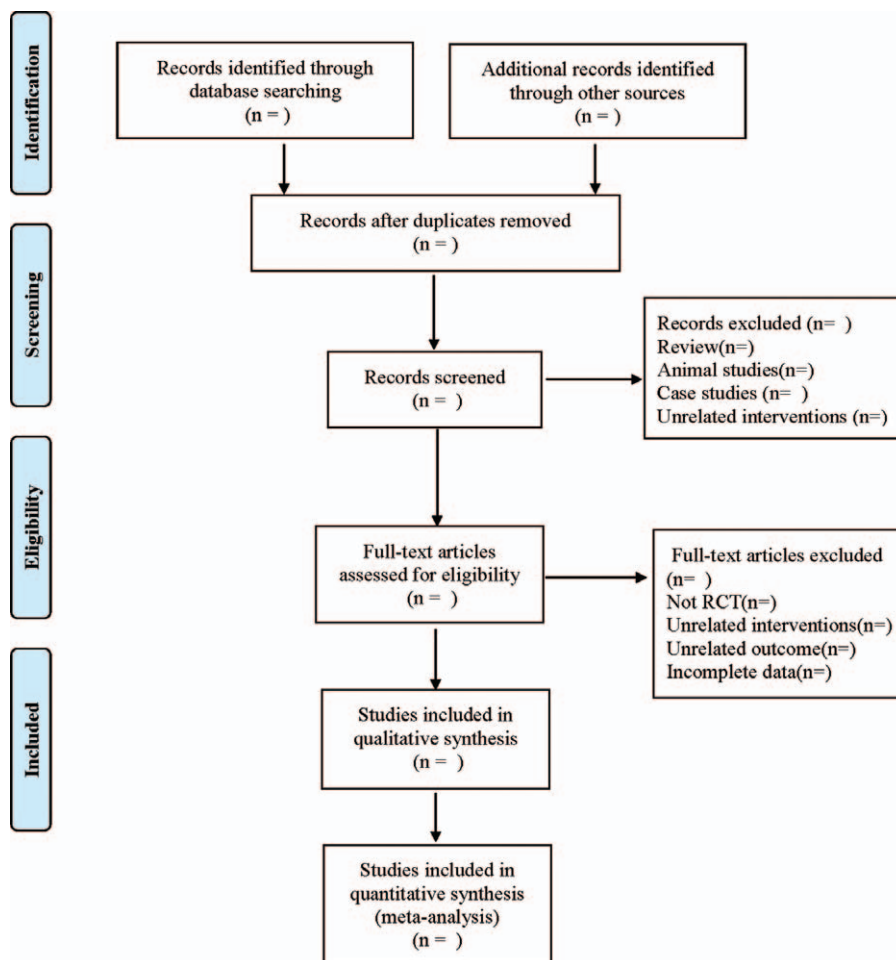 Identification
Records identified through
database searching
(n = )
Additional records identified
through other sources
(n = )
Records after duplicates removed
(n = )
Screening
Records screened
(n =  )
Records excluded (n=  )
Review(n=)
Animal studies(n=)
Case studies (n=  )
Unrelated interventions (n=)
Eligibility
Full-text articles
assessed for eligibility
(n =  )
Full-text articles excluded
(n=  )
Not RCT(n=)
Unrelated interventions(n=)
Unrelated outcome(n=)
Incomplete data(n=)
Included
Studies included in
qualitative synthesis
(n =  )
Studies included in
quantitative synthesis
(meta-analysis)
(n =  )